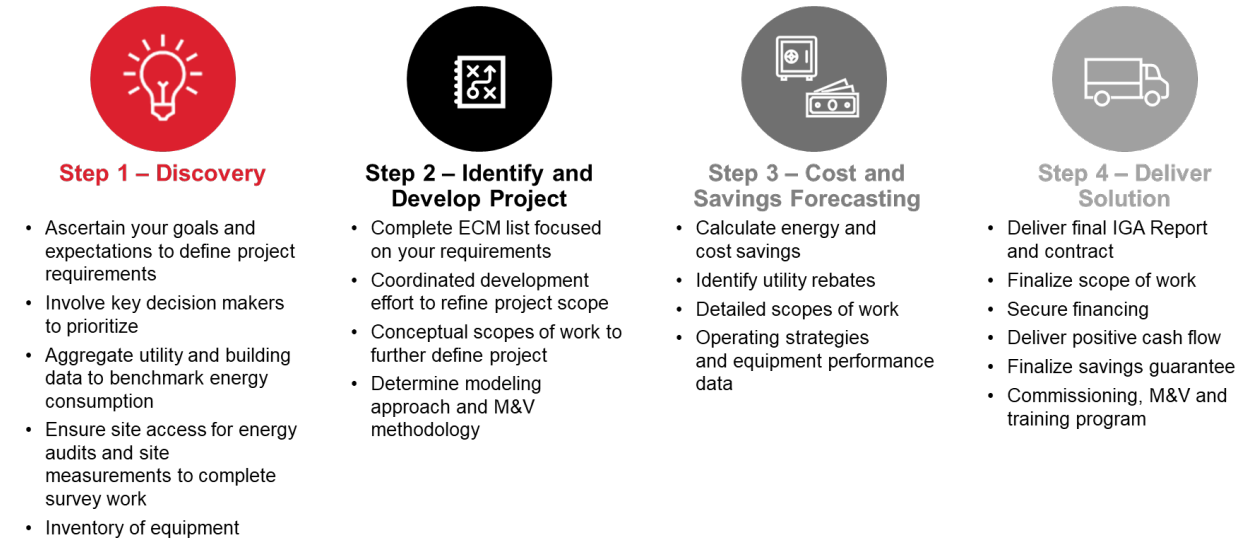 Step 1 – Discovery
• Ascertain your goals and
expectations to define project
requirements
• Involve key decision makers
to prioritize
• Aggregate utility and building
data to benchmark energy
consumption
• Ensure site access for energy
audits and site
measurements to complete
survey work
• Inventory of equipment
Step 2 – Identify and
Develop Project
• Complete ECM list focused
on your requirements
• Coordinated development
effort to refine project scope
• Conceptual scopes of work to
further define project
• Determine modeling
approach and M&V
methodology
Step 3 – Cost and
Savings Forecasting
• Calculate energy and
cost savings
• Identify utility rebates
• Detailed scopes of work
• Operating strategies
and equipment performance
data
Step 4 – Deliver
Solution
• Deliver final IGA Report
and contract
• Finalize scope of work
• Secure financing
• Deliver positive cash flow
• Finalize savings guarantee
• Commissioning, M&V and
training program